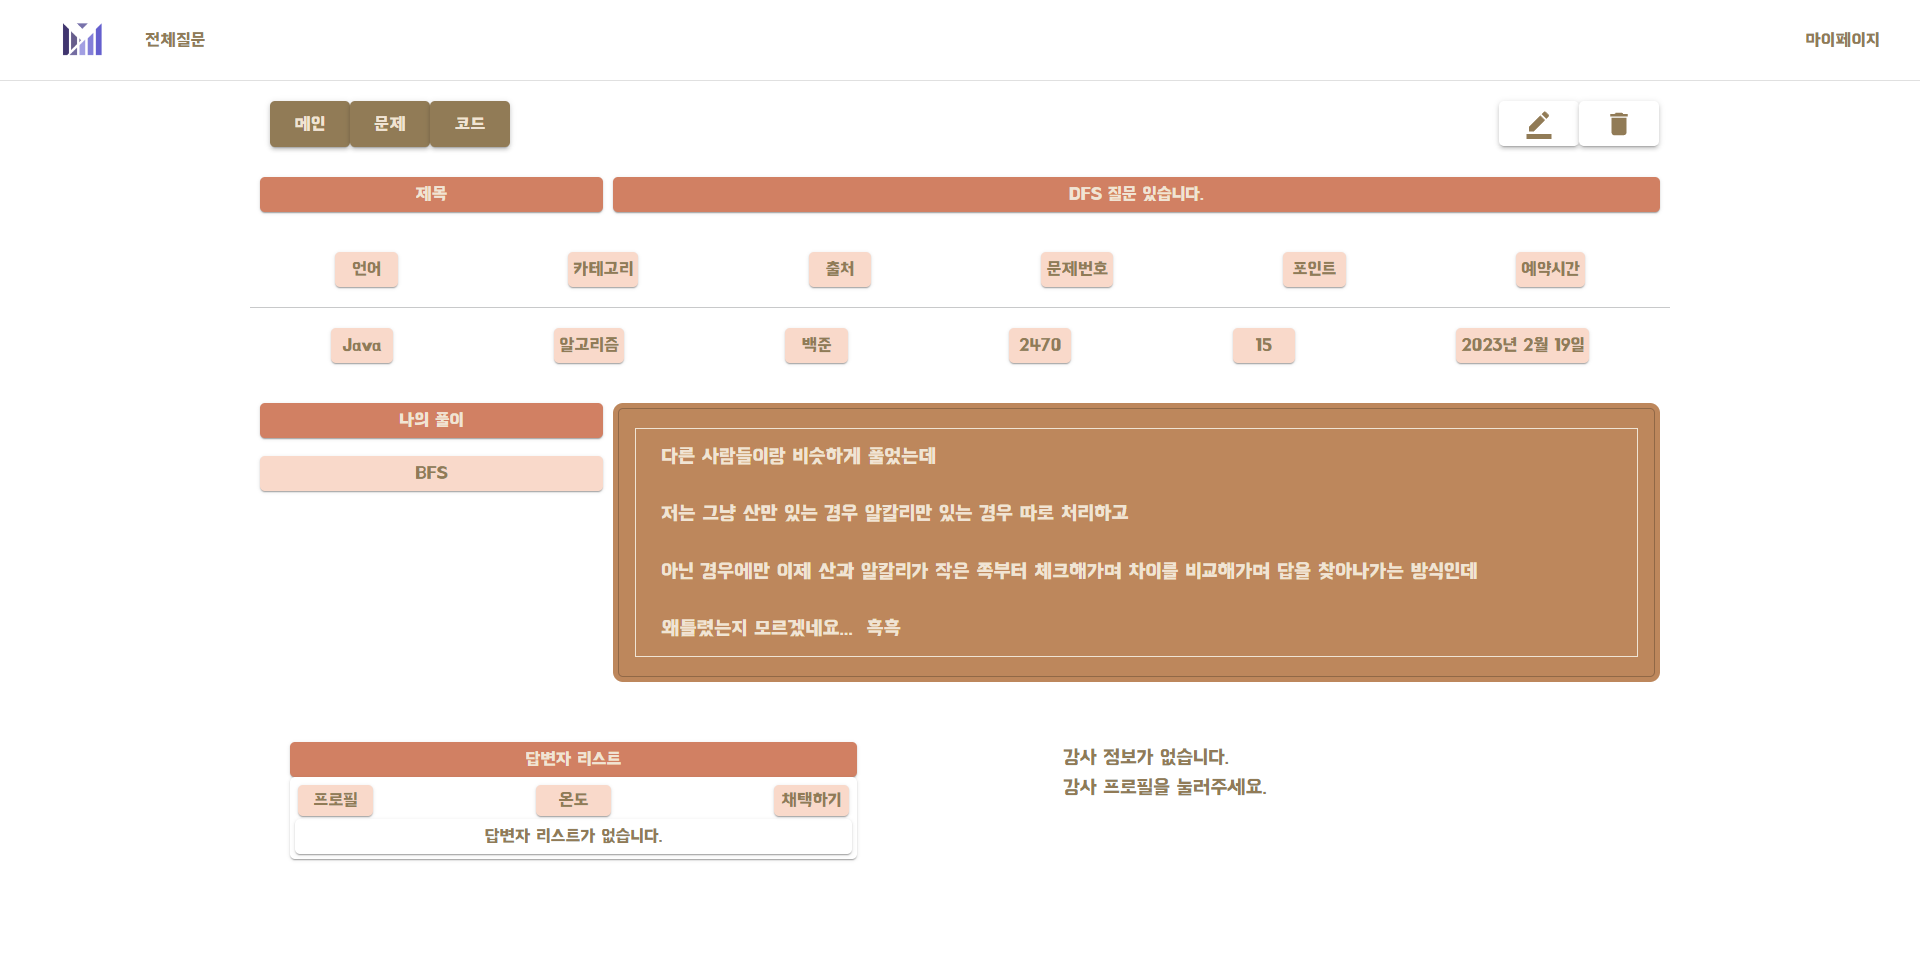 전체질문
마이페이지
메인 문제 코드
제목 DFS 질문 있습니다.
언어 카테고리 출처 문제번호 포인트 예약시간
Java 알고리즘 백준 2470 15 2023년 2월 19일
나의 풀이
BFS
다른 사람들이랑 비슷하게 풀었는데
저는 그냥 산만 있는 경우 알칼리만 있는 경우 따로 처리하고
아닌 경우에만 이제 산과 알칼리가 작은 쪽부터 체크해가며 차이를 비교해가며 답을 찾아나가는 방식인데
왜틀렸는지 모르겠네요... 흑흑
답변자 리스트
프로필 온도 채택하기
답변자 리스트가 없습니다.
강사 정보가 없습니다.
강사 프로필을 눌러주세요.